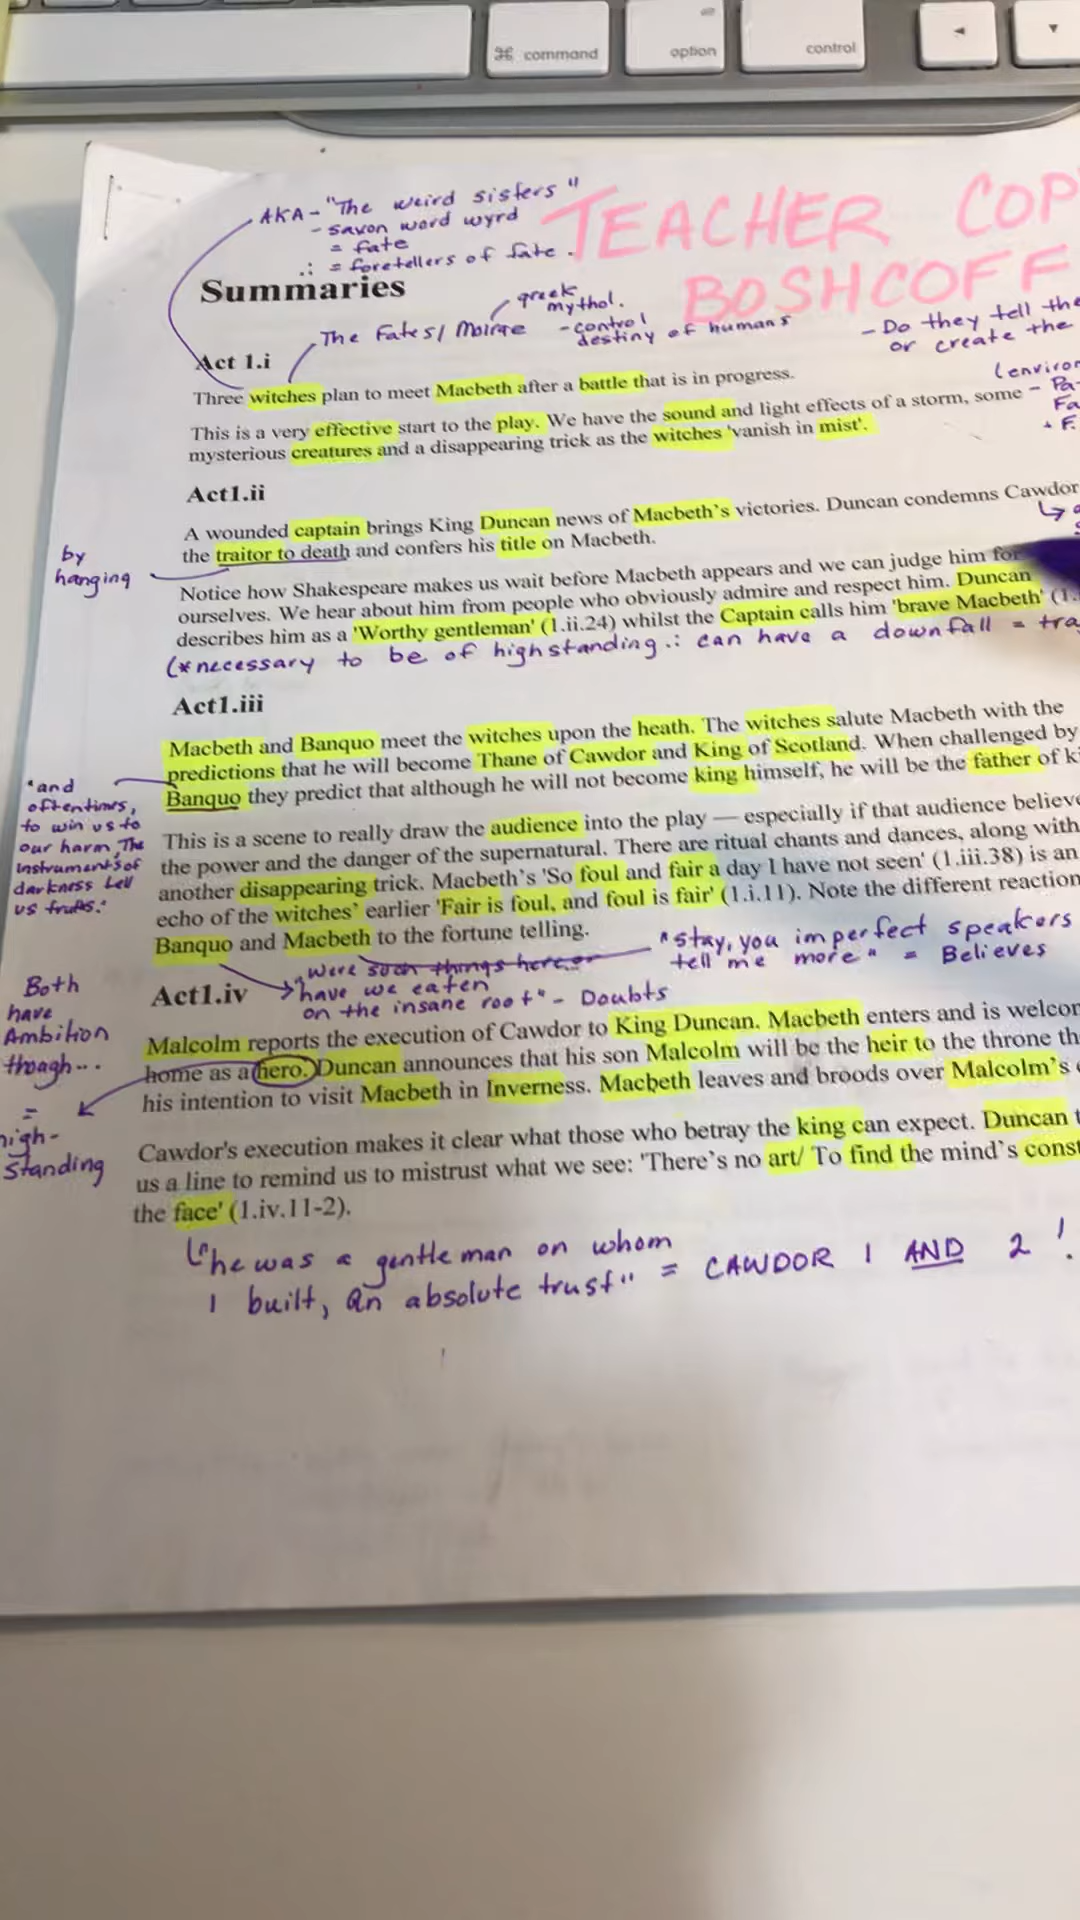 ⌘ command
option
control
AKA - "The weird sisters"
- saxon word wyrd
= fate
∴ = foretellers of fate.
TEACHER COP
BOSHCOFF
Summaries
greek
mythol.
The Fates/ Moirae - control
destiny of humans
- Do they tell the
or create the
Act 1.i
(environ
- Pa
Fa
+ F.
Three witches plan to meet Macbeth after a battle that is in progress.
This is a very effective start to the play. We have the sound and light effects of a storm, some
mysterious creatures and a disappearing trick as the witches 'vanish in mist'.
Act1.ii
A wounded captain brings King Duncan news of Macbeth's victories. Duncan condemns Cawdor
the traitor to death and confers his title on Macbeth.
by
hanging
Notice how Shakespeare makes us wait before Macbeth appears and we can judge him for
ourselves. We hear about him from people who obviously admire and respect him. Duncan
describes him as a 'Worthy gentleman' (1.ii.24) whilst the Captain calls him 'brave Macbeth' (1.
(*necessary to be of highstanding ∴ can have a downfall = tra
Act1.iii
Macbeth and Banquo meet the witches upon the heath. The witches salute Macbeth with the
predictions that he will become Thane of Cawdor and King of Scotland. When challenged by
Banquo they predict that although he will not become king himself, he will be the father of k
"and
oftentimes,
to win us to
our harm, The
instruments of
darkness tell
us truths."
This is a scene to really draw the audience into the play — especially if that audience believe
the power and the danger of the supernatural. There are ritual chants and dances, along with
another disappearing trick. Macbeth's 'So foul and fair a day I have not seen' (1.iii.38) is an
echo of the witches' earlier 'Fair is foul, and foul is fair' (1.i.11). Note the different reaction
Banquo and Macbeth to the fortune telling.
"stay, you imperfect speakers
tell me more" = Believes
"were such things here or
have we eaten
on the insane root" - Doubts
Act1.iv
Both
have
Ambition
though...
=
high-
standing
Malcolm reports the execution of Cawdor to King Duncan. Macbeth enters and is welcom
home as a hero. Duncan announces that his son Malcolm will be the heir to the throne th
his intention to visit Macbeth in Inverness. Macbeth leaves and broods over Malcolm's
Cawdor's execution makes it clear what those who betray the king can expect. Duncan
us a line to remind us to mistrust what we see: 'There's no art/ To find the mind's const
the face' (1.iv.11-2).
"he was a gentleman on whom
I built, an absolute trust" = CAWDOR 1 AND 2 !